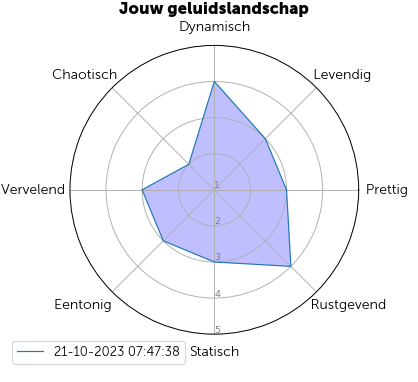 Jouw geluidslandschap
Dynamisch
Chaotisch
Levendig
Vervelend
1
Prettig
2
3
4
Eentonig
Rustgevend
5
21-10-2023 07:47:38
Statisch